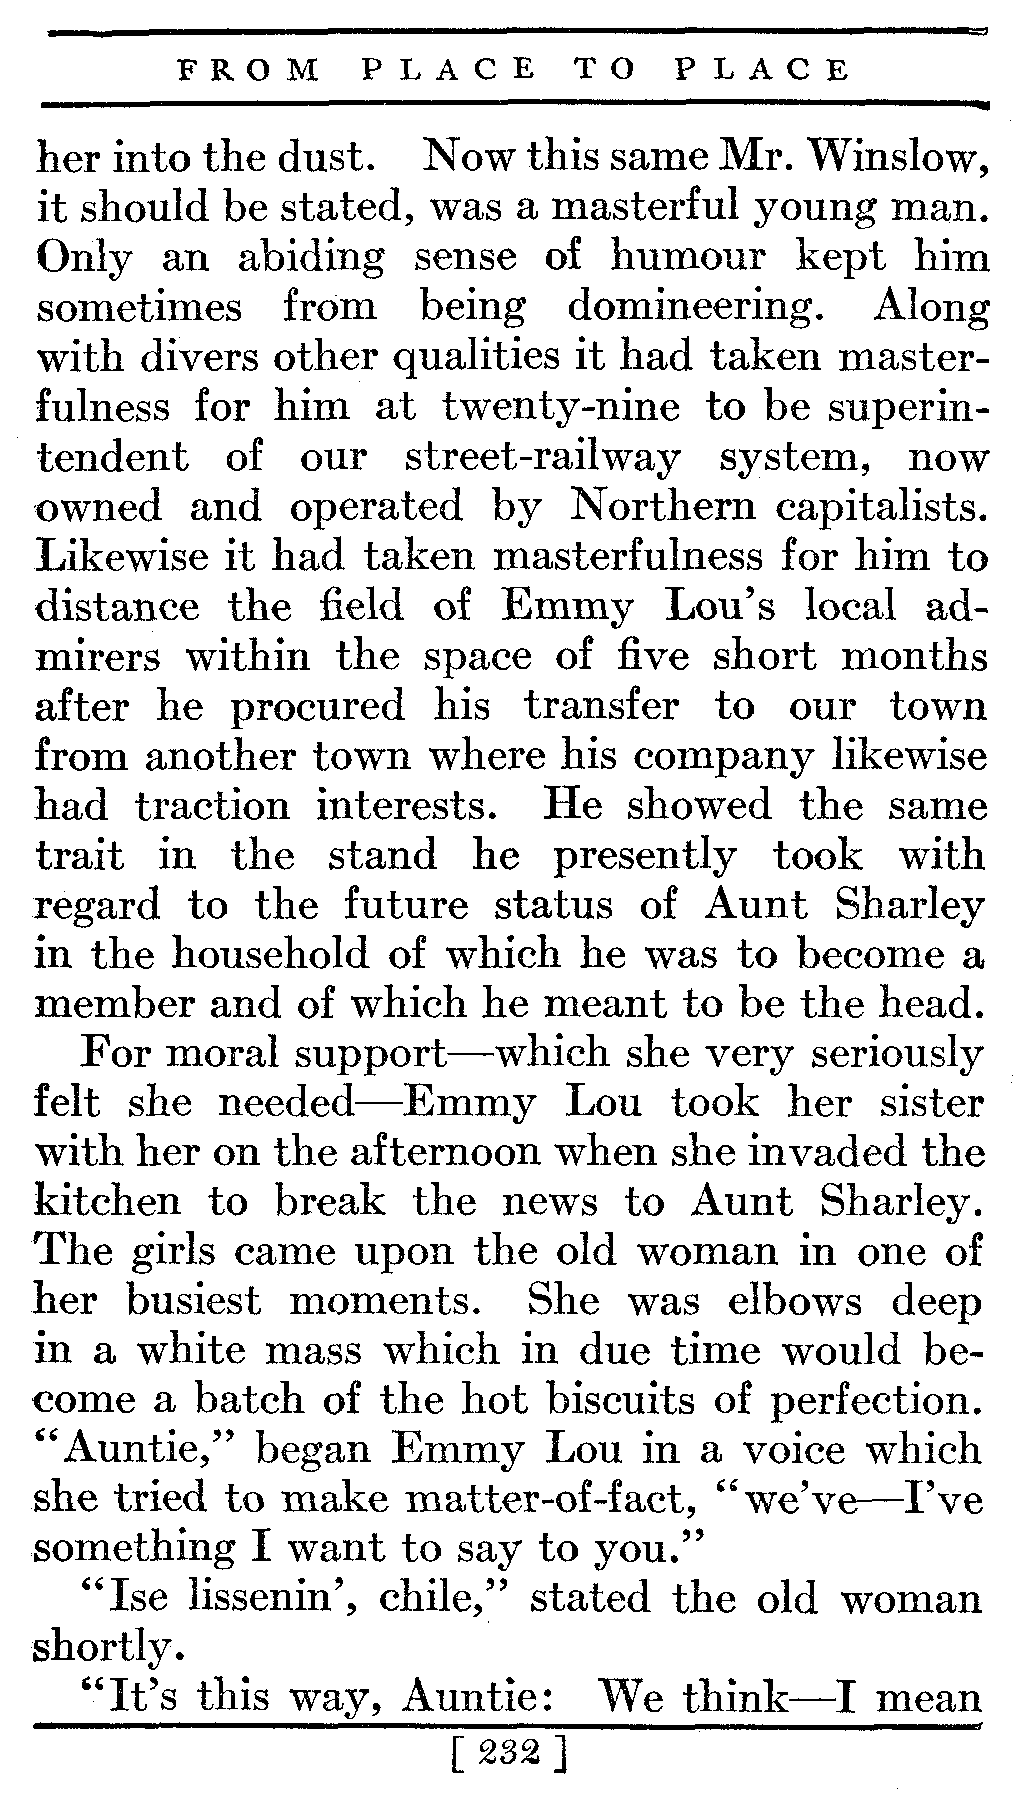 FROM PLACE TO PLACE
her into the dust. Now this same Mr. Winslow,
it should be stated, was a masterful young man.
Only an abiding sense of humour kept him
sometimes from being domineering. Along
with divers other qualities it had taken master-
fulness for him at twenty-nine to be superin-
tendent of our street-railway system, now
owned and operated by Northern capitalists.
Likewise it had taken masterfulness for him to
distance the field of Emmy Lou's local ad-
mirers within the space of five short months
after he procured his transfer to our town
from another town where his company likewise
had traction interests. He showed the same
trait in the stand he presently took with
regard to the future status of Aunt Sharley
in the household of which he was to become a
member and of which he meant to be the head.
For moral support—which she very seriously
felt she needed—Emmy Lou took her sister
with her on the afternoon when she invaded the
kitchen to break the news to Aunt Sharley.
The girls came upon the old woman in one of
her busiest moments. She was elbows deep
in a white mass which in due time would be-
come a batch of the hot biscuits of perfection.
"Auntie," began Emmy Lou in a voice which
she tried to make matter-of-fact, "we've—I've
something I want to say to you."
"Ise lissenin', chile," stated the old woman
shortly.
"It's this way, Auntie: We think—I mean
[ 232 ]